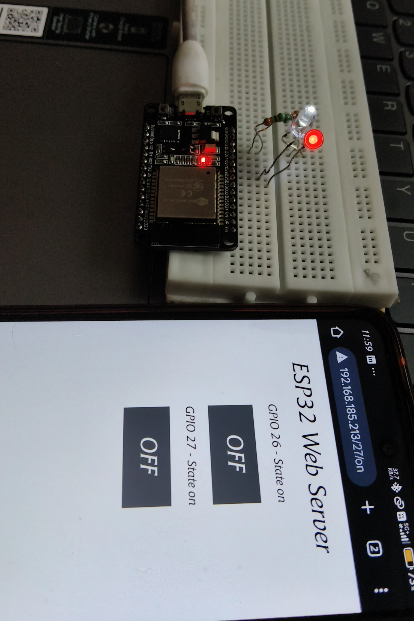 11:59
192.168.185.213/27/on
2
ESP32 Web Server
GPIO 26 - State on
OFF
GPIO 27 - State on
OFF
W
E
R
T
Y
U